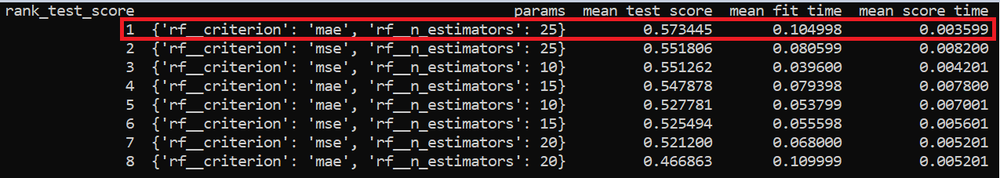 rank_test_score params mean test score mean fit time mean score time
1 {'rf__criterion': 'mae', 'rf__n_estimators': 25} 0.573445 0.104998 0.003599
2 {'rf__criterion': 'mse', 'rf__n_estimators': 25} 0.551806 0.080599 0.008200
3 {'rf__criterion': 'mse', 'rf__n_estimators': 10} 0.551262 0.039600 0.004201
4 {'rf__criterion': 'mae', 'rf__n_estimators': 15} 0.547878 0.079398 0.007800
5 {'rf__criterion': 'mae', 'rf__n_estimators': 10} 0.527781 0.053799 0.007001
6 {'rf__criterion': 'mse', 'rf__n_estimators': 15} 0.525494 0.055598 0.005601
7 {'rf__criterion': 'mse', 'rf__n_estimators': 20} 0.521200 0.068000 0.005201
8 {'rf__criterion': 'mae', 'rf__n_estimators': 20} 0.466863 0.109999 0.005201